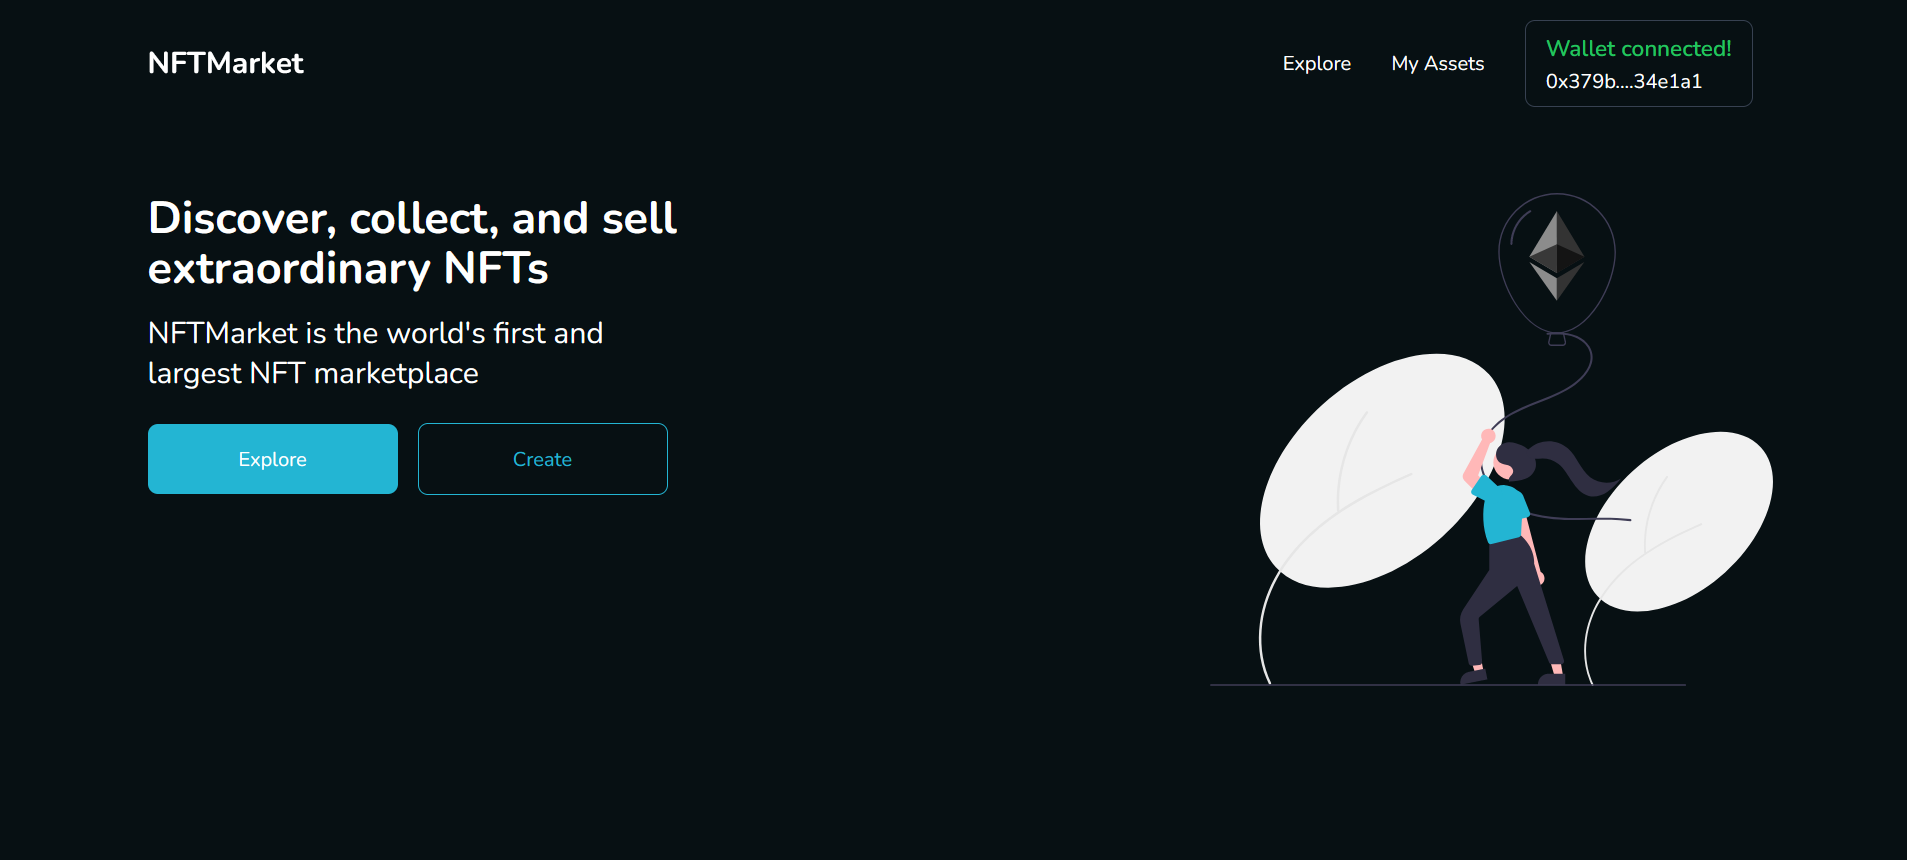 NFTMarket
Explore
My Assets
Wallet connected!
0x379b....34e1a1
Discover, collect, and sell
extraordinary NFTs
NFTMarket is the world's first and
largest NFT marketplace
Explore
Create